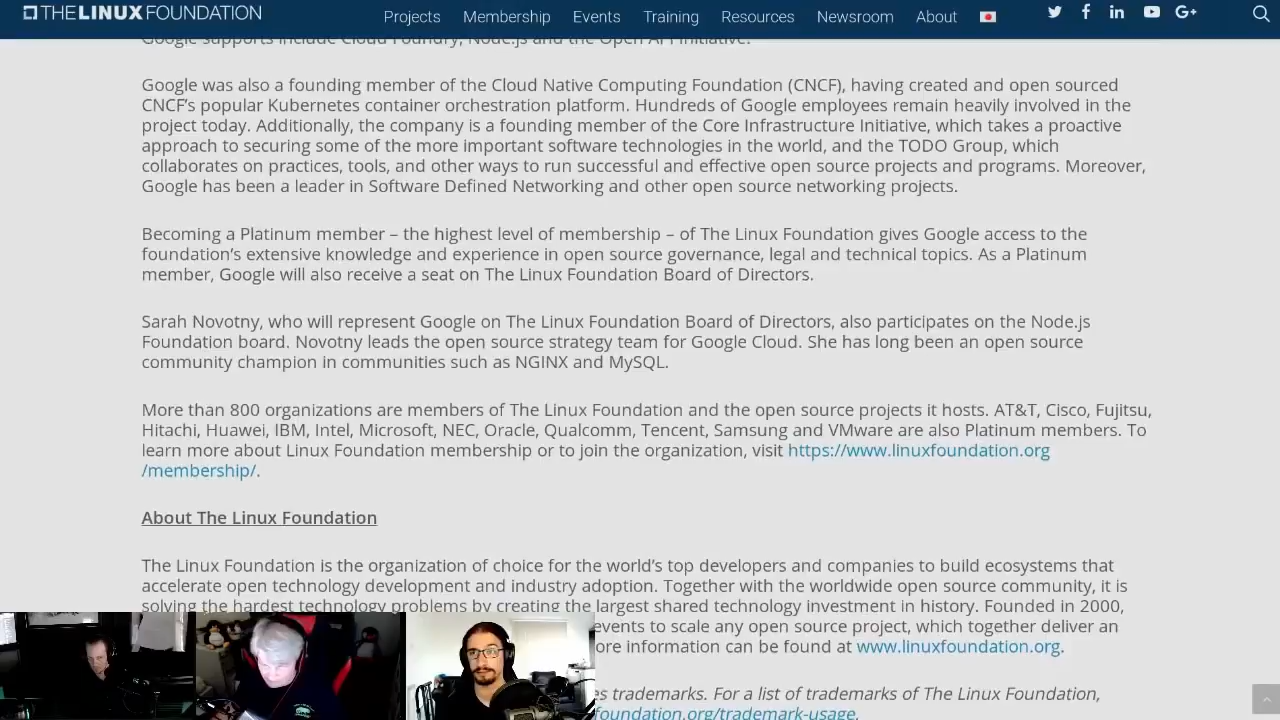 THE LINUX FOUNDATION
Projects Membership Events Training Resources Newsroom About
Google supports include Cloud Foundry, Node.js and the Open API Initiative.
Google was also a founding member of the Cloud Native Computing Foundation (CNCF), having created and open sourced
CNCF’s popular Kubernetes container orchestration platform. Hundreds of Google employees remain heavily involved in the
project today. Additionally, the company is a founding member of the Core Infrastructure Initiative, which takes a proactive
approach to securing some of the more important software technologies in the world, and the TODO Group, which
collaborates on practices, tools, and other ways to run successful and effective open source projects and programs. Moreover,
Google has been a leader in Software Defined Networking and other open source networking projects.
Becoming a Platinum member – the highest level of membership – of The Linux Foundation gives Google access to the
foundation’s extensive knowledge and experience in open source governance, legal and technical topics. As a Platinum
member, Google will also receive a seat on The Linux Foundation Board of Directors.
Sarah Novotny, who will represent Google on The Linux Foundation Board of Directors, also participates on the Node.js
Foundation board. Novotny leads the open source strategy team for Google Cloud. She has long been an open source
community champion in communities such as NGINX and MySQL.
More than 800 organizations are members of The Linux Foundation and the open source projects it hosts. AT&T, Cisco, Fujitsu,
Hitachi, Huawei, IBM, Intel, Microsoft, NEC, Oracle, Qualcomm, Tencent, Samsung and VMware are also Platinum members. To
learn more about Linux Foundation membership or to join the organization, visit https://www.linuxfoundation.org
/membership/.
About The Linux Foundation
The Linux Foundation is the organization of choice for the world’s top developers and companies to build ecosystems that
accelerate open technology development and industry adoption. Together with the worldwide open source community, it is
solving the hardest technology problems by creating the largest shared technology investment in history. Founded in 2000,
events to scale any open source project, which together deliver an
ore information can be found at www.linuxfoundation.org.
es trademarks. For a list of trademarks of The Linux Foundation,
foundation.org/trademark-usage.